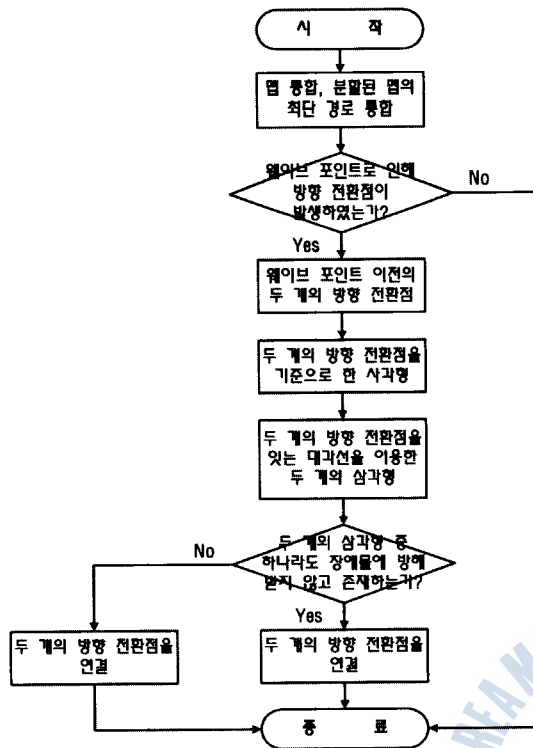 시 작
맵 통합, 분할된 맵의
최단 경로 통합
웨이브 포인트로 인해
방향 전환점이
발생하였는가?
No
Yes
웨이브 포인트 이전의
두 개의 방향 전환점
두 개의 방향 전환점을
기준으로 한 사각형
두 개의 방향 전환점을
잇는 대각선을 이용한
두 개의 삼각형
두 개의 삼각형 중
하나라도 장애물에 방해
받지 않고 존재하는가?
No
Yes
두 개의 방향 전환점을
연결
두 개의 방향 전환점을
연결
종 료
REAM